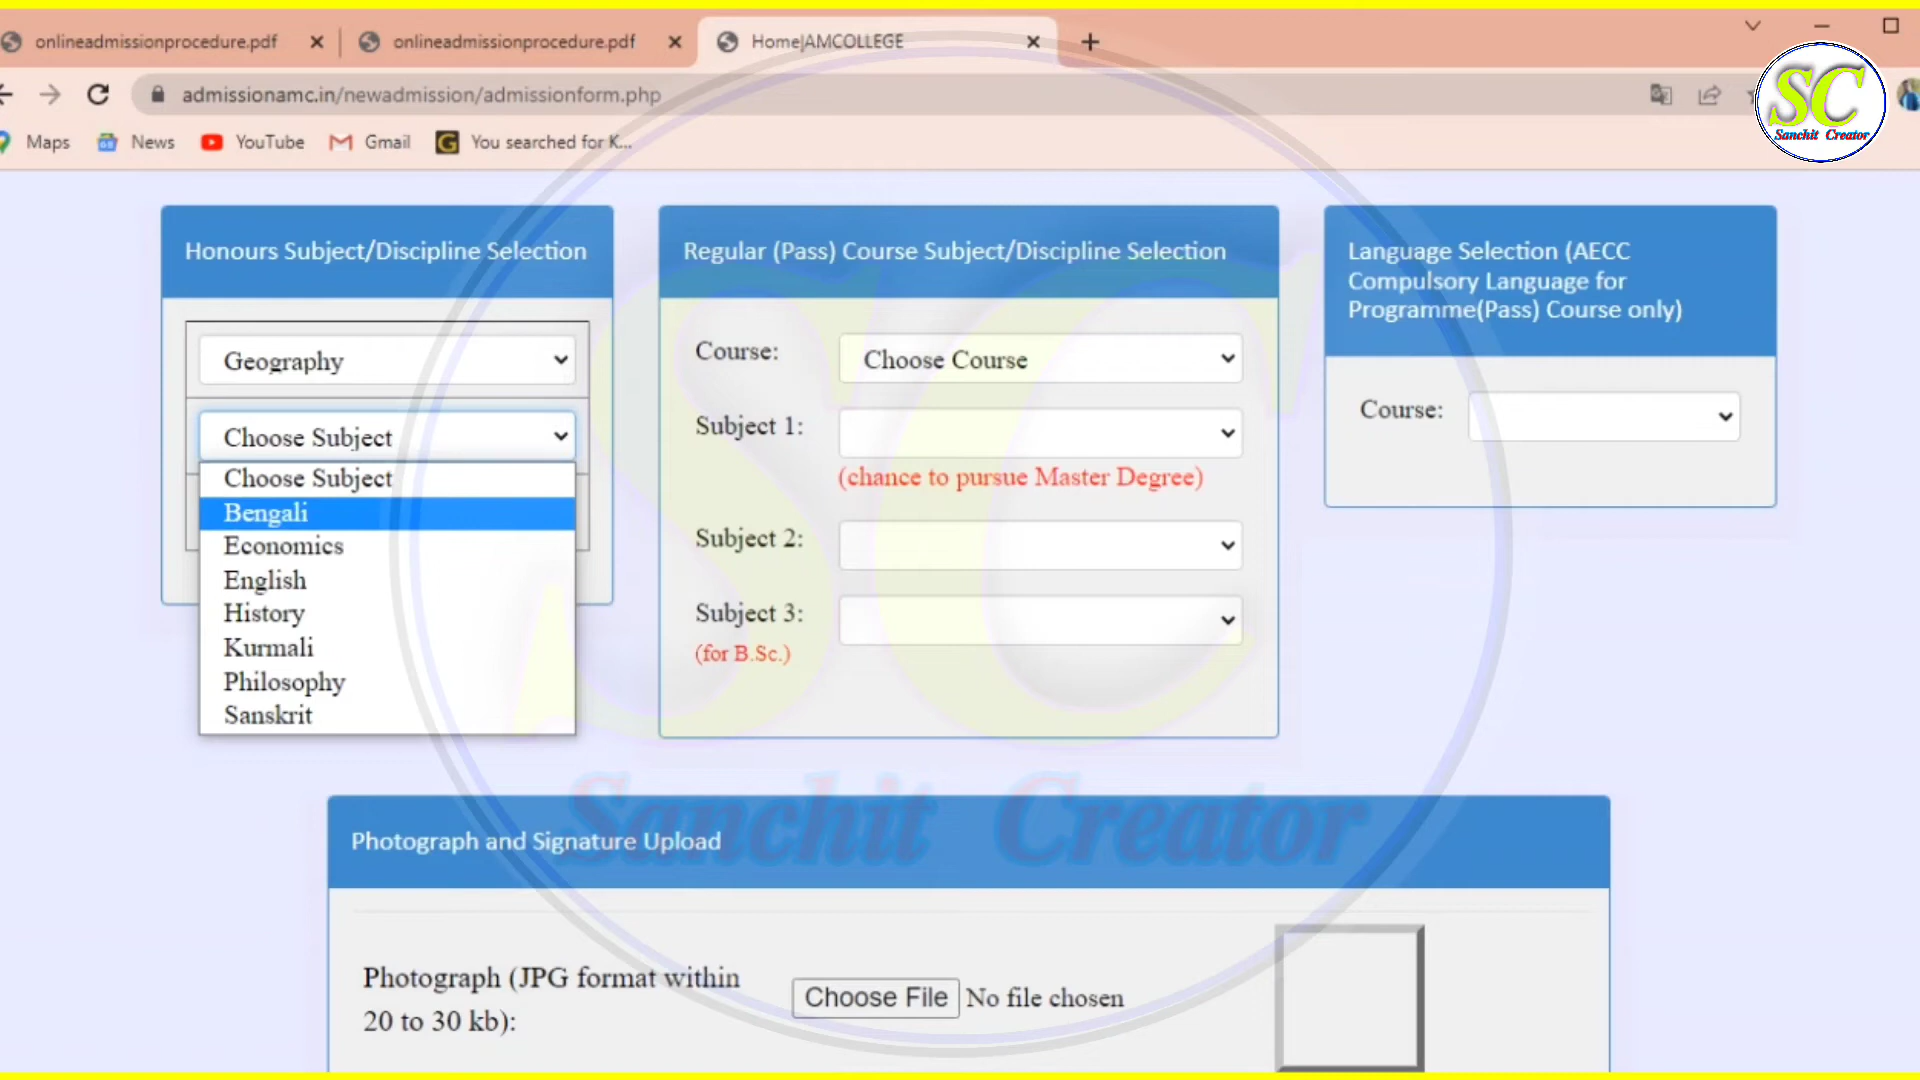 onlineadmissionprocedure.pdf
onlineadmissionprocedure.pdf
Home|AMCOLLEGE
admissionamc.in/newadmission/admissionform.php
SC
Sanchit Creator
Maps
News
YouTube
Gmail
G
You searched for K...
Honours Subject/Discipline Selection
Geography
Choose Subject
Choose Subject
Bengali
Economics
English
History
Kurmali
Philosophy
Sanskrit
Regular (Pass) Course Subject/Discipline Selection
Course:
Choose Course
Subject 1:
(chance to pursue Master Degree)
Subject 2:
Subject 3:
(for B.Sc.)
Language Selection (AECC
Compulsory Language for
Programme(Pass) Course only)
Course:
SC
Sanchit Creator
Photograph and Signature Upload
Photograph (JPG format within
20 to 30 kb):
Choose File No file chosen